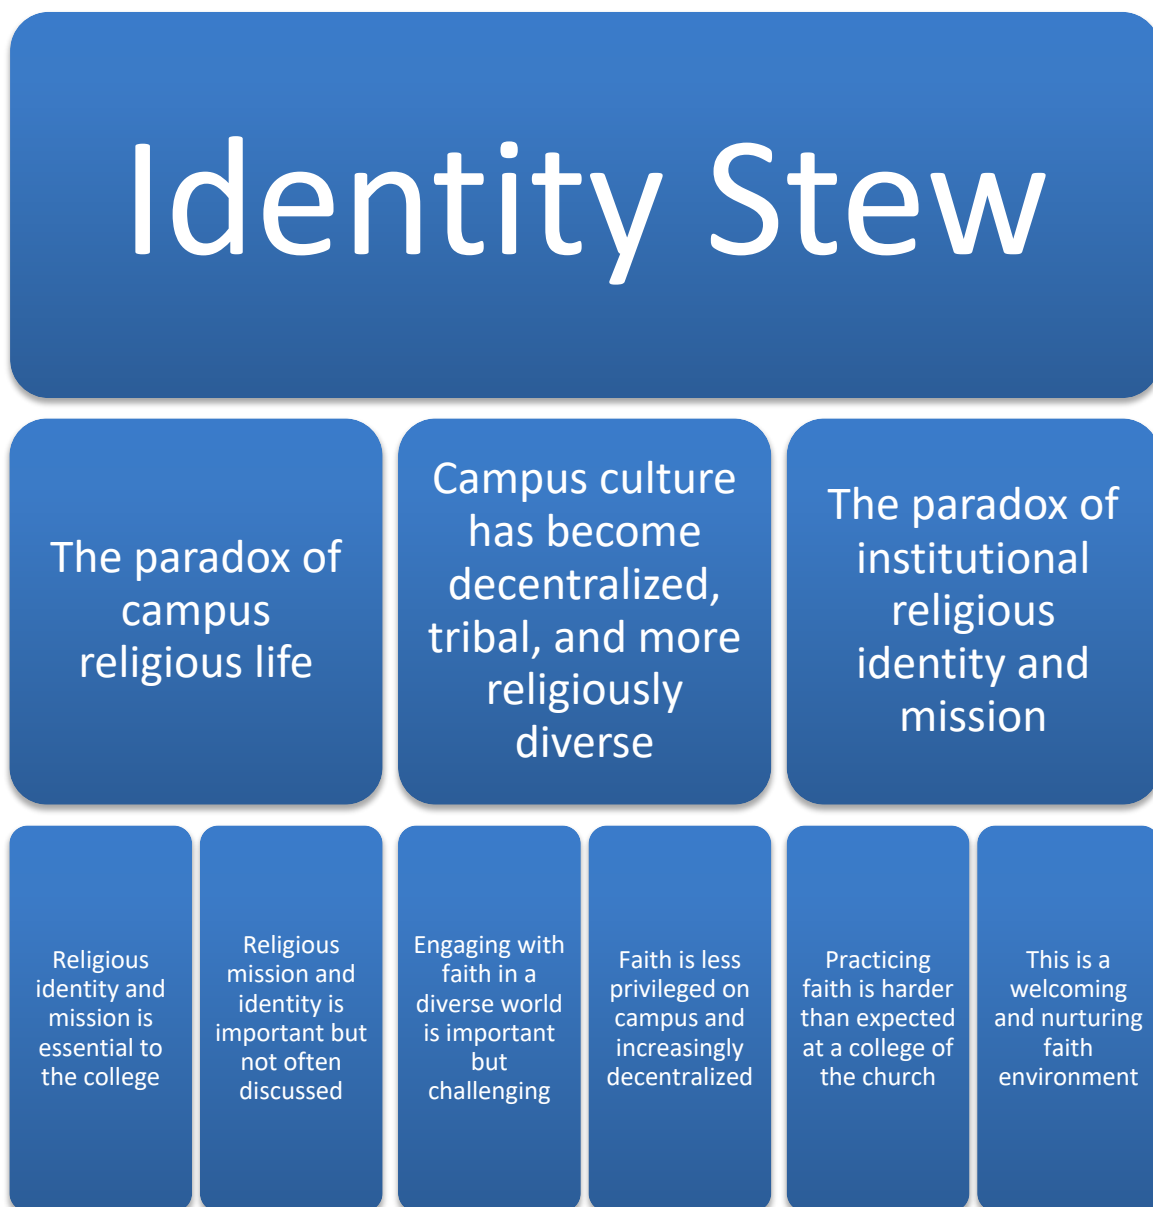 Identity Stew
The paradox of
campus
religious life
Campus culture
has become
decentralized,
tribal, and more
religiously
diverse
The paradox of
institutional
religious
identity and
mission
Religious
identity and
mission is
essential to
the college
Religious
mission and
identity is
important but
not often
discussed
Engaging with
faith in a
diverse world
is important
but
challenging
Faith is less
privileged on
campus and
increasingly
decentralized
Practicing
faith is harder
than expected
at a college of
the church
This is a
welcoming
and nurturing
faith
environment